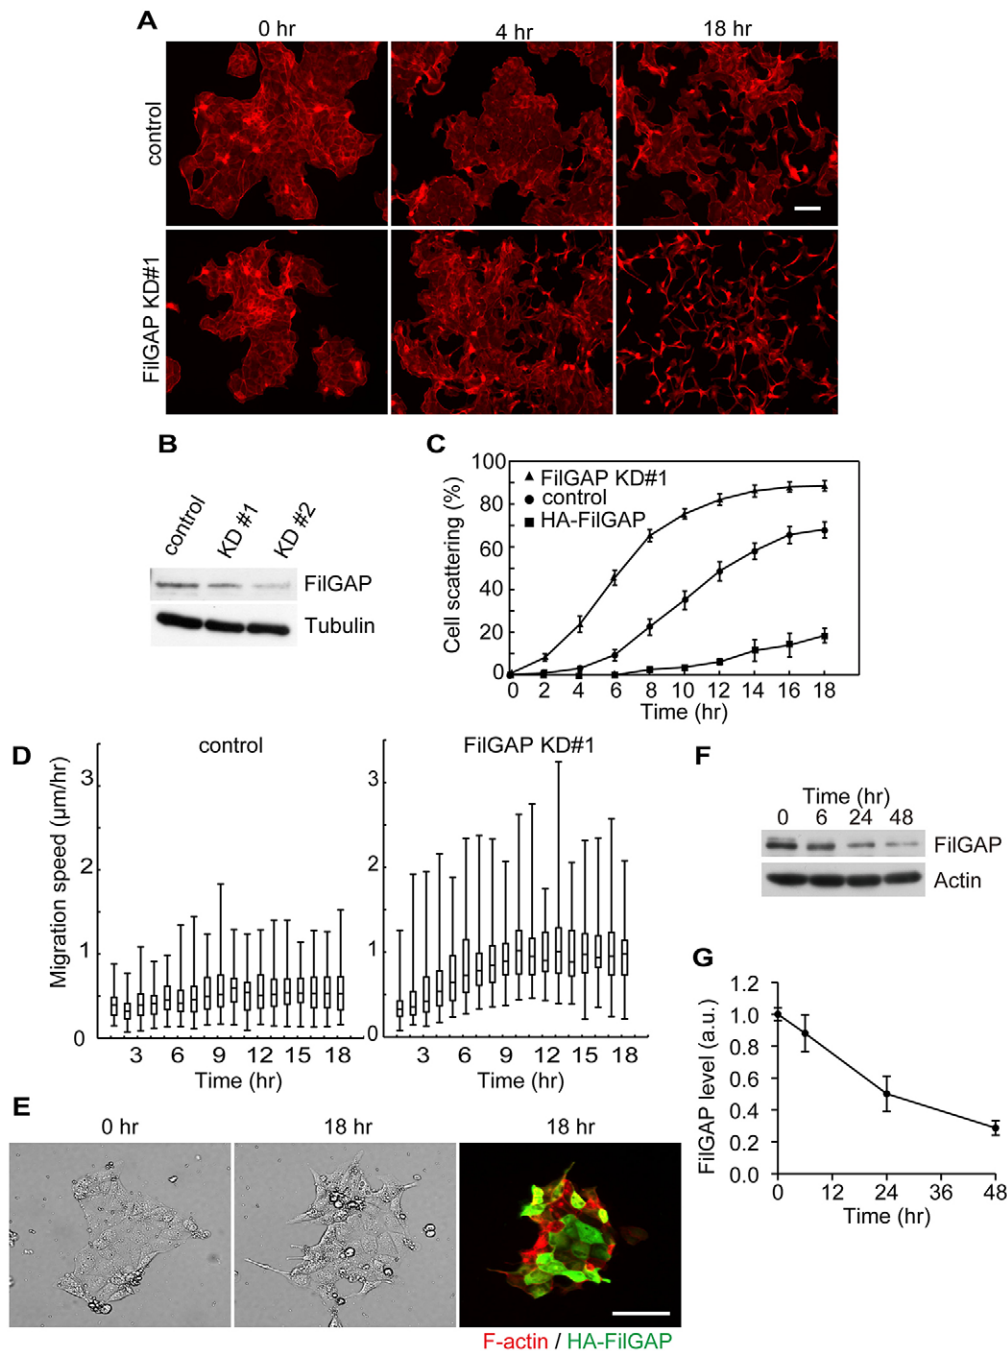 A
0 hr
4 hr
18 hr
control
FilGAP KD#1
B
control
KD #1
KD #2
FilGAP
Tubulin
C
100
80
60
40
20
0
Cell scattering (%)
FilGAP KD#1
control
HA-FilGAP
0 2 4 6 8 10 12 14 16 18
Time (hr)
D
control
FilGAP KD#1
Migration speed (µm/hr)
3
2
1
0
3 6 9 12 15 18
Time (hr)
3
2
1
0
3 6 9 12 15 18
Time (hr)
E
0 hr
18 hr
18 hr
F-actin / HA-FilGAP
F
Time (hr)
0 6 24 48
FilGAP
Actin
G
FilGAP level (a.u.)
1.2
1.0
0.8
0.6
0.4
0.2
0.0
0 12 24 36 48
Time (hr)